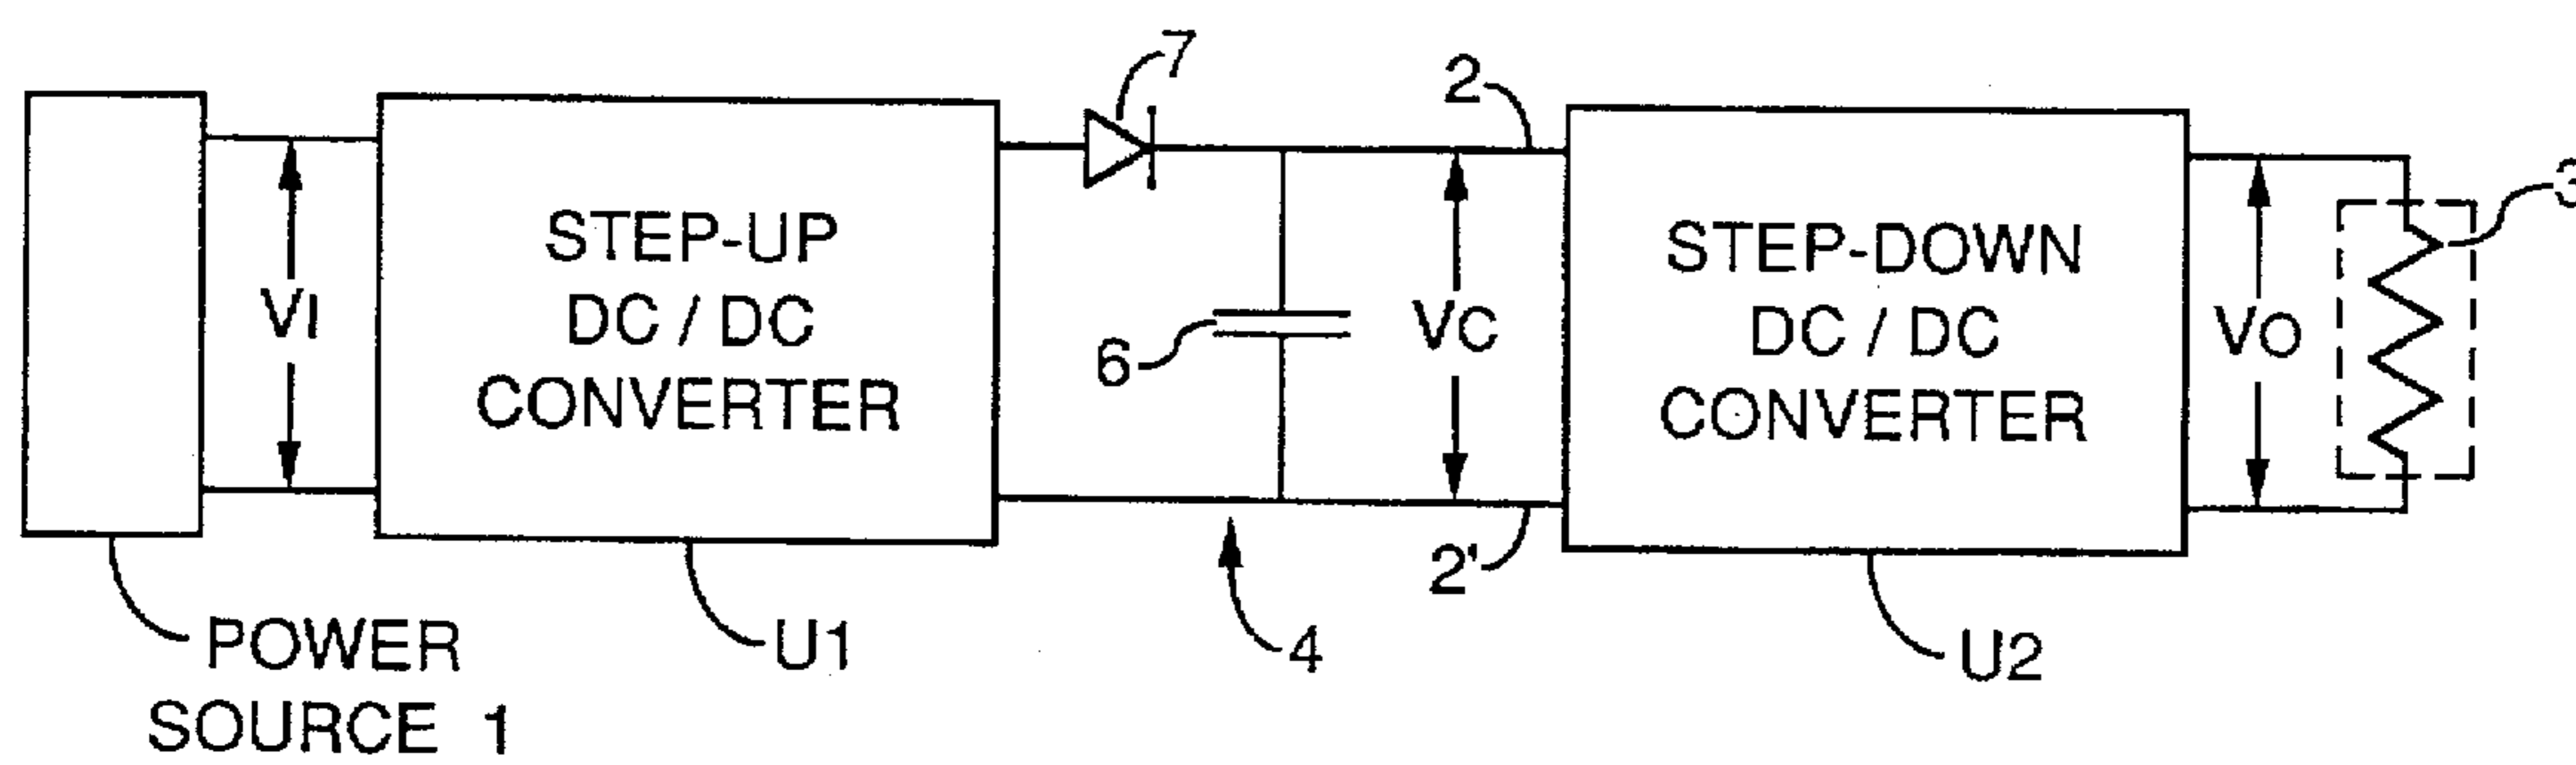 7
2
3
VI
STEP-UP
DC / DC
CONVERTER
6
VC
STEP-DOWN
DC / DC
CONVERTER
VO
2'
POWER
SOURCE 1
U1
4
U2